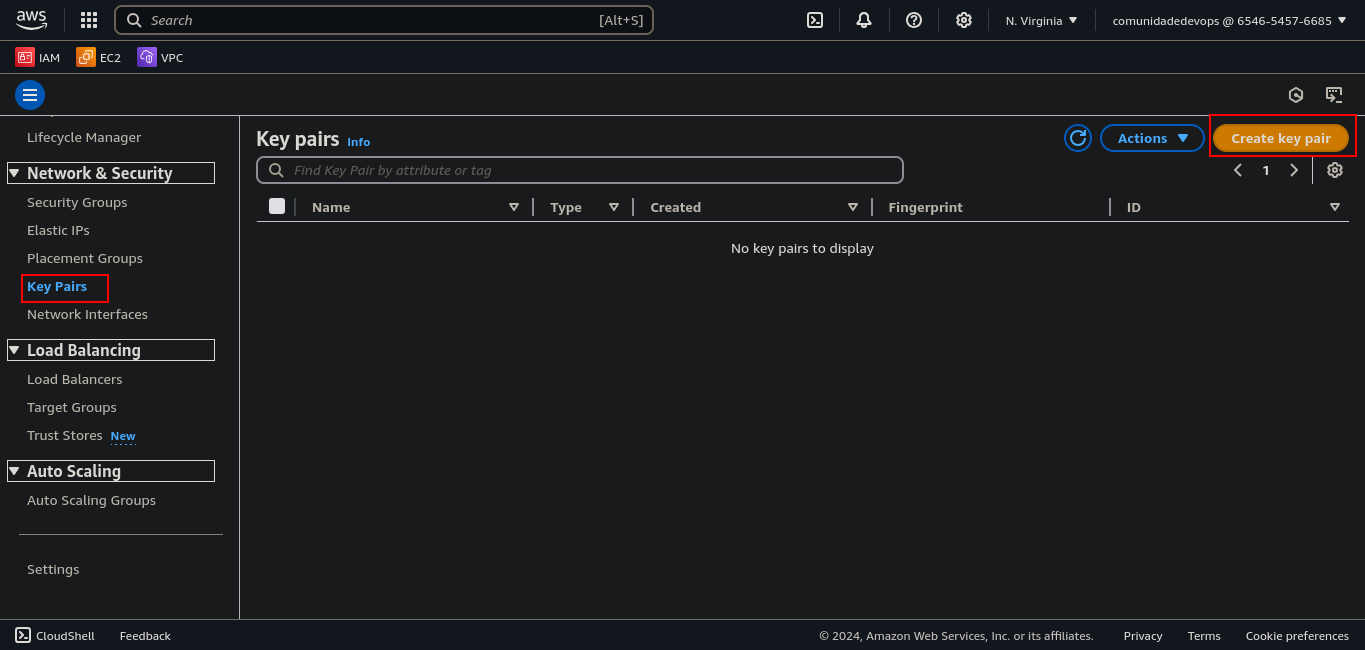 aws Search [Alt+S] N. Virginia comunidadedevops @ 6546-5457-6685
IAM EC2 VPC
Lifecycle Manager
Network & Security
Security Groups
Elastic IPs
Placement Groups
Key Pairs
Network Interfaces
Load Balancing
Load Balancers
Target Groups
Trust Stores New
Auto Scaling
Auto Scaling Groups
Settings
Key pairs Info Actions Create key pair
Find Key Pair by attribute or tag 1
Name Type Created Fingerprint ID
No key pairs to display
CloudShell Feedback © 2024, Amazon Web Services, Inc. or its affiliates. Privacy Terms Cookie preferences